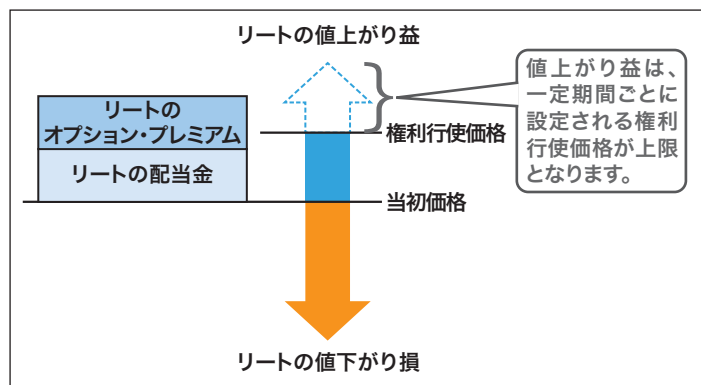 リートの値上がり益
値上がり益は、
一定期間ごとに
設定される権利
行使価格が上限
となります。
リートの
オプション・プレミアム
権利行使価格
リートの配当金
当初価格
リートの値下がり損